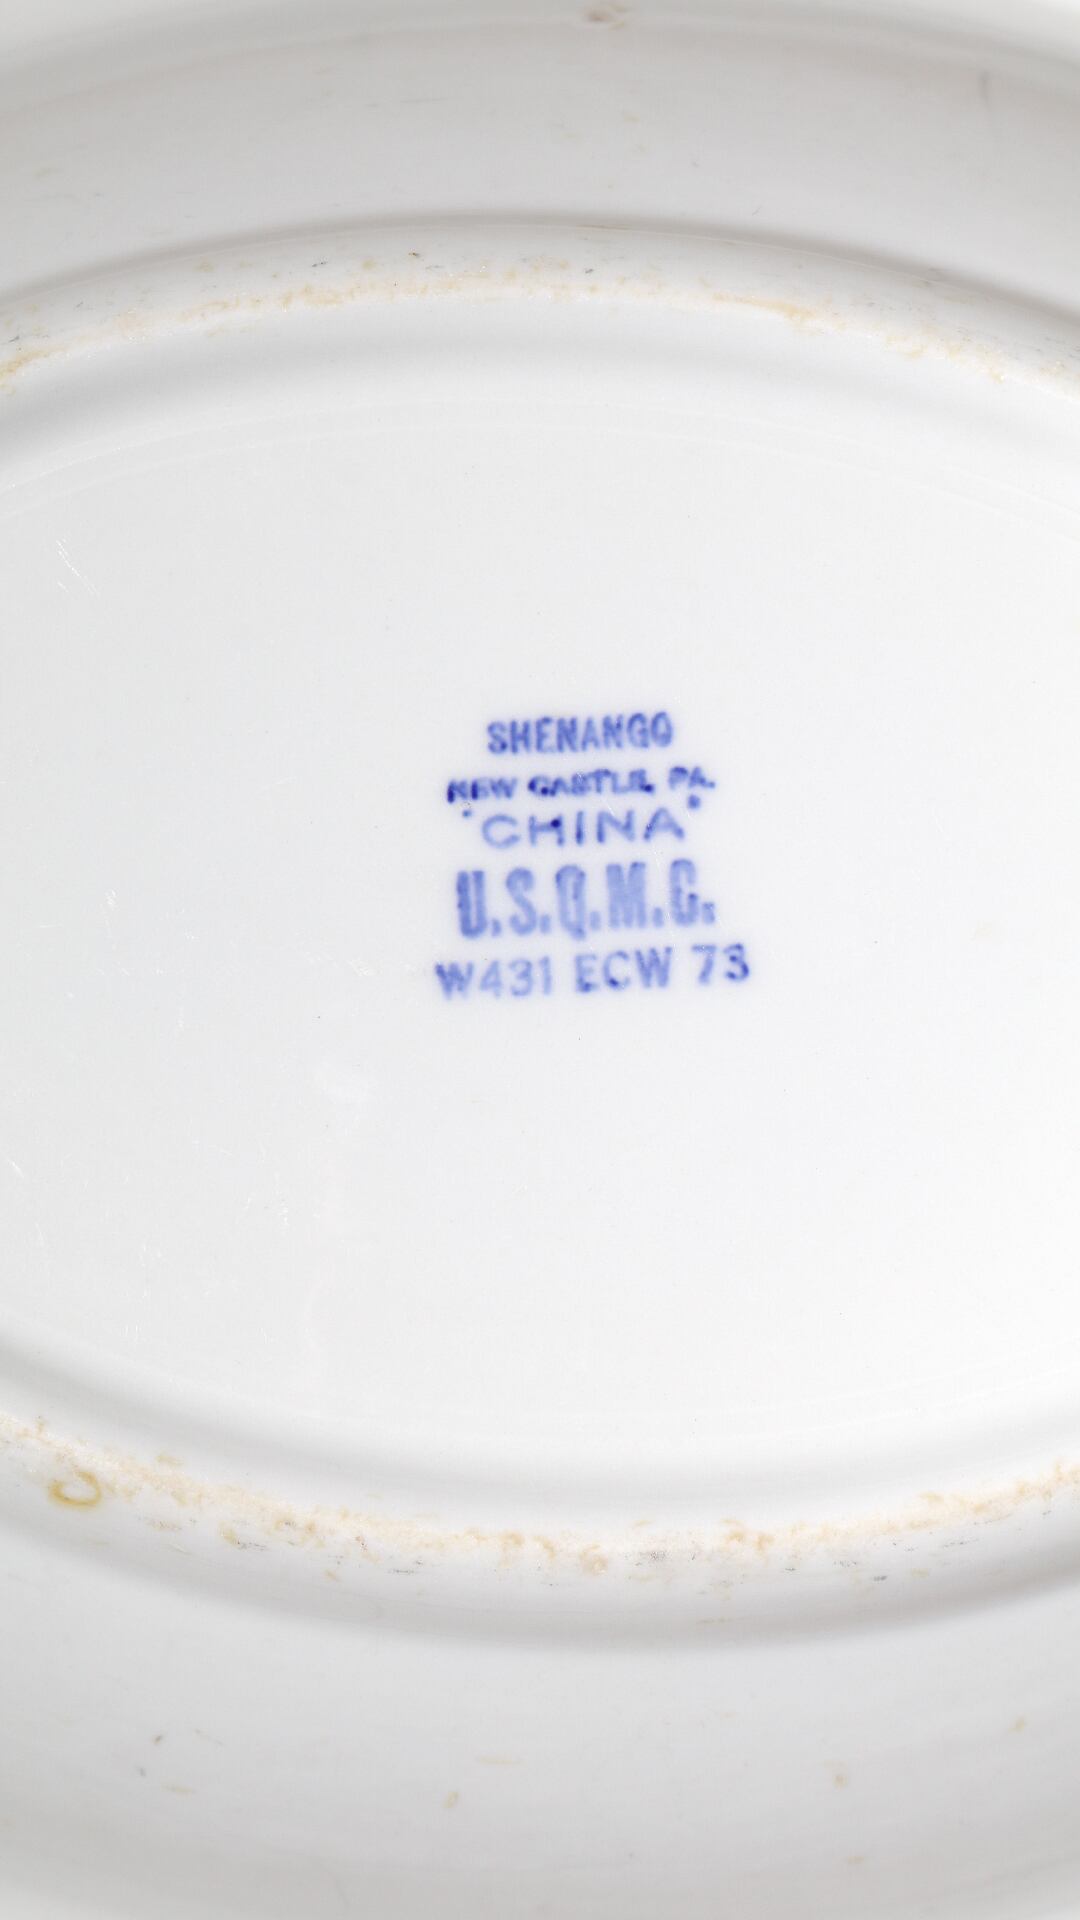 SHENANGO
NEW CASTLE, PA.
"CHINA"
U.S.Q.M.C.
W431 ECW 73